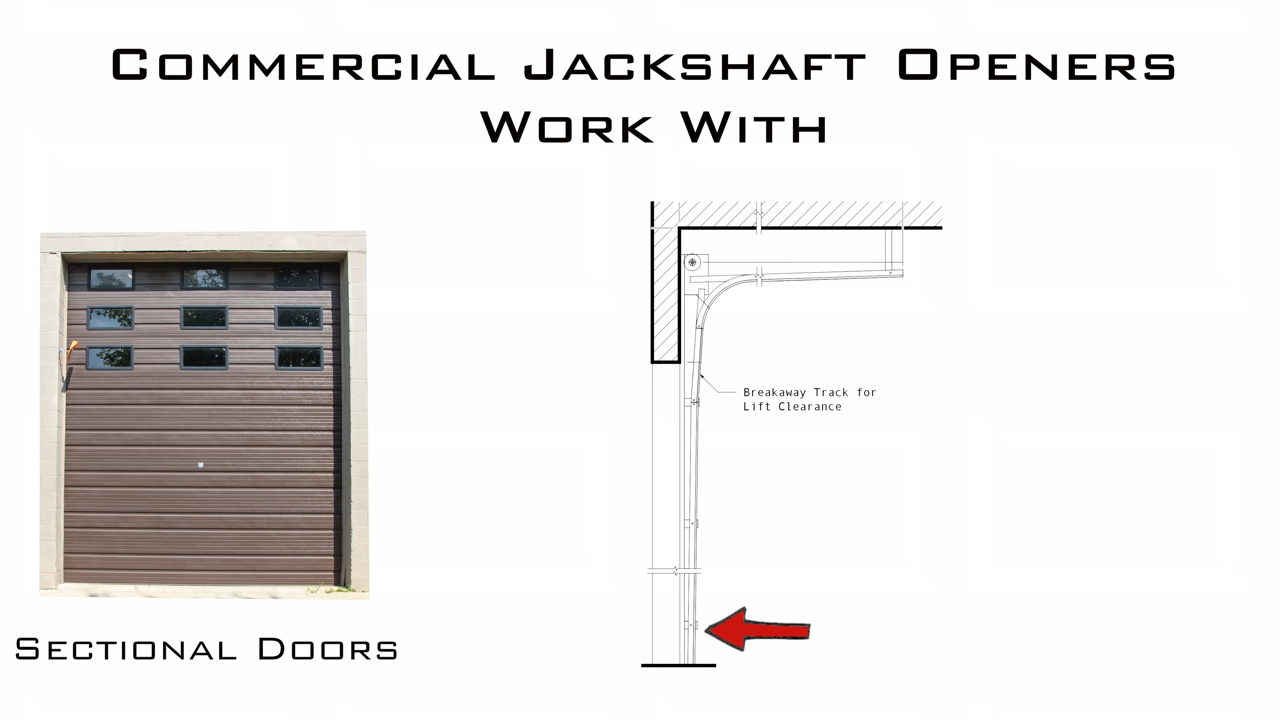 Commercial Jackshaft Openers
Work With
Breakaway Track for
Lift Clearance
Sectional Doors